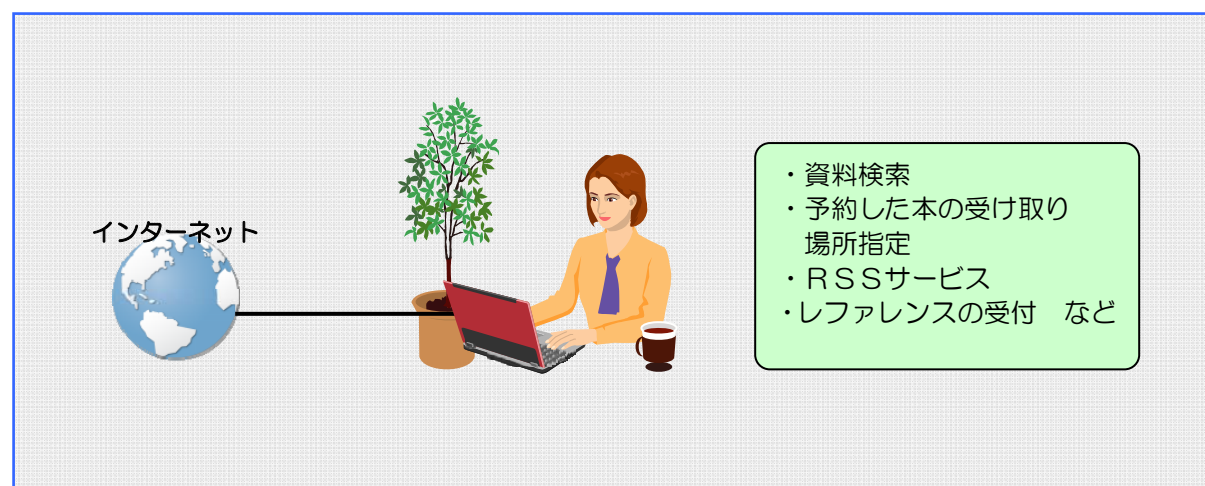 インターネット
・資料検索
・予約した本の受け取り
場所指定
・ＲＳＳサービス
・レファレンスの受付　など